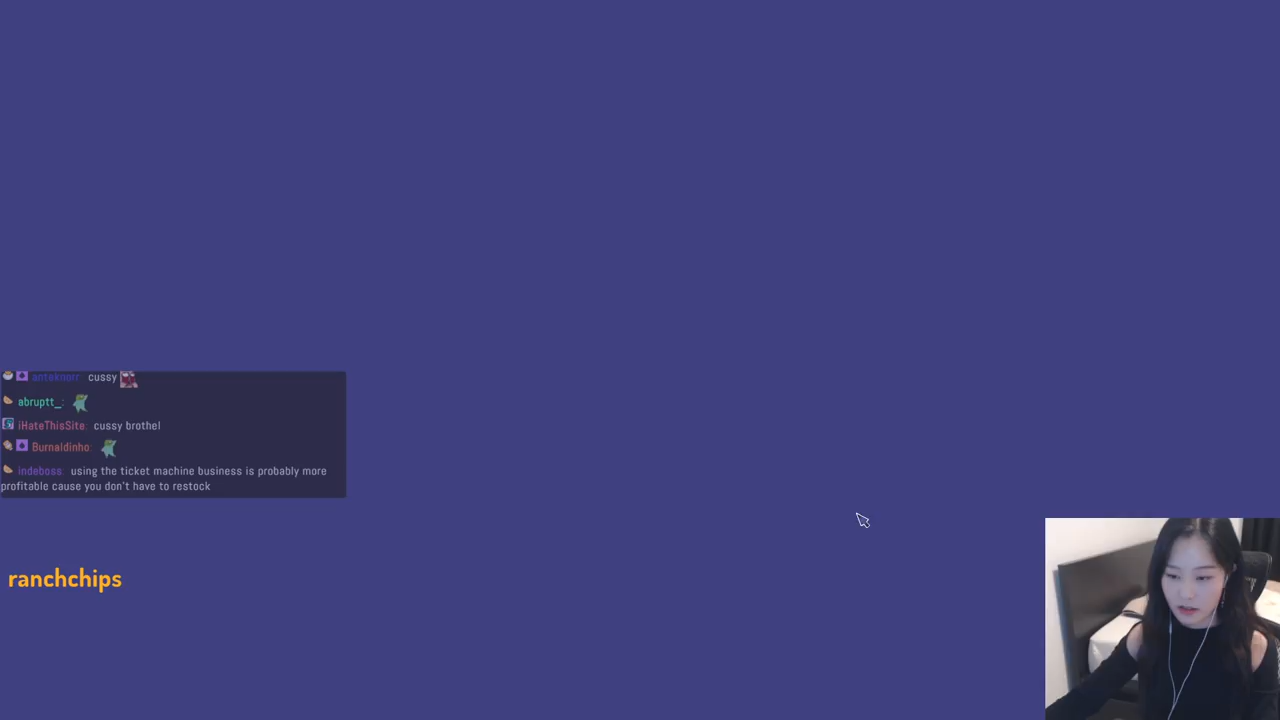 anteknorr: cussy
abruptt_:
iHateThisSite: cussy brothel
Burnaldinho:
indeboss: using the ticket machine business is probably more
profitable cause you don't have to restock
ranchchips